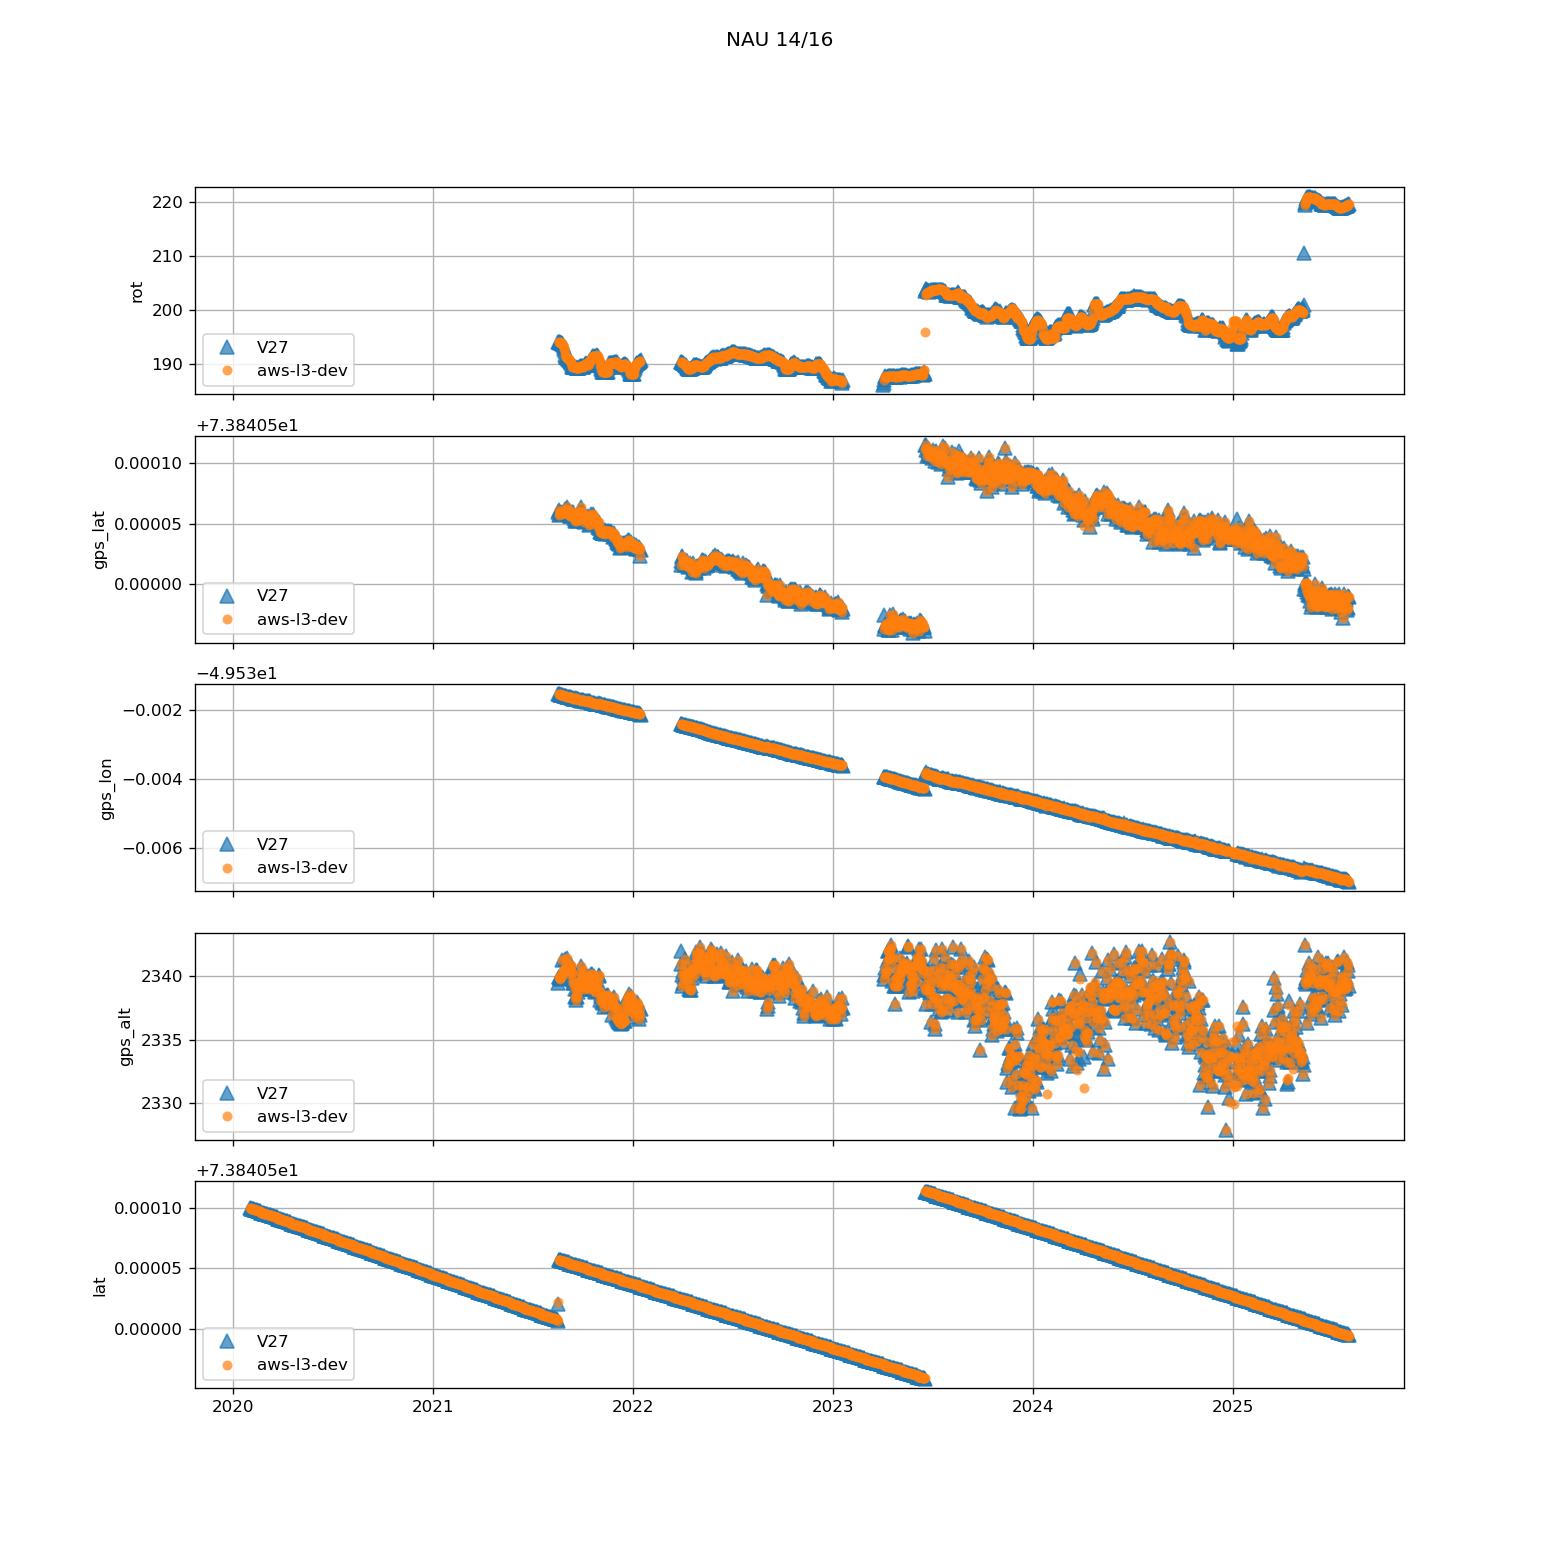 NAU 14/16
220
210
200
190
rot
V27
aws-l3-dev
+7.38405e1
0.00010
0.00005
0.00000
gps_lat
V27
aws-l3-dev
−4.953e1
−0.002
−0.004
−0.006
gps_lon
V27
aws-l3-dev
2340
2335
2330
gps_alt
V27
aws-l3-dev
+7.38405e1
0.00010
0.00005
0.00000
lat
V27
aws-l3-dev
2020 2021 2022 2023 2024 2025